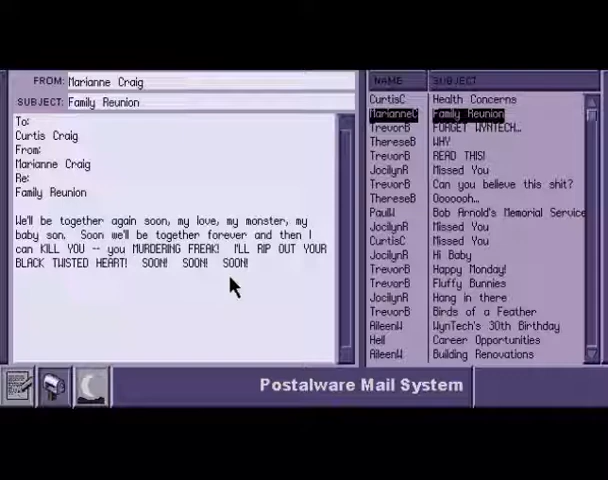 FROM: Marianne Craig
SUBJECT: Family Reunion
To:
Curtis Craig
From:
Marianne Craig
Re:
Family Reunion
We'll be together again soon, my love, my monster, my
baby son. Soon we'll be together forever and then I
can KILL YOU -- you MURDERING FREAK! I'LL RIP OUT YOUR
BLACK TWISTED HEART! SOON! SOON! SOON!
NAME SUBJECT
CurtisC Health Concerns
MarianneC Family Reunion
TrevorB FORGET WYNTECH...
ThereseB WHY
TrevorB READ THIS!
JocilynR Missed You
TrevorB Can you believe this shit?
ThereseB Ooooooh...
PaulW Bob Arnold's Memorial Service
JocilynR Missed You
CurtisC Missed You
JocilynR Hi Baby
TrevorB Happy Monday!
TrevorB Fluffy Bunnies
JocilynR Hang in there
TrevorB Birds of a Feather
AileenW WynTech's 30th Birthday
Hell Career Opportunities
AileenW Building Renovations
Postalware Mail System